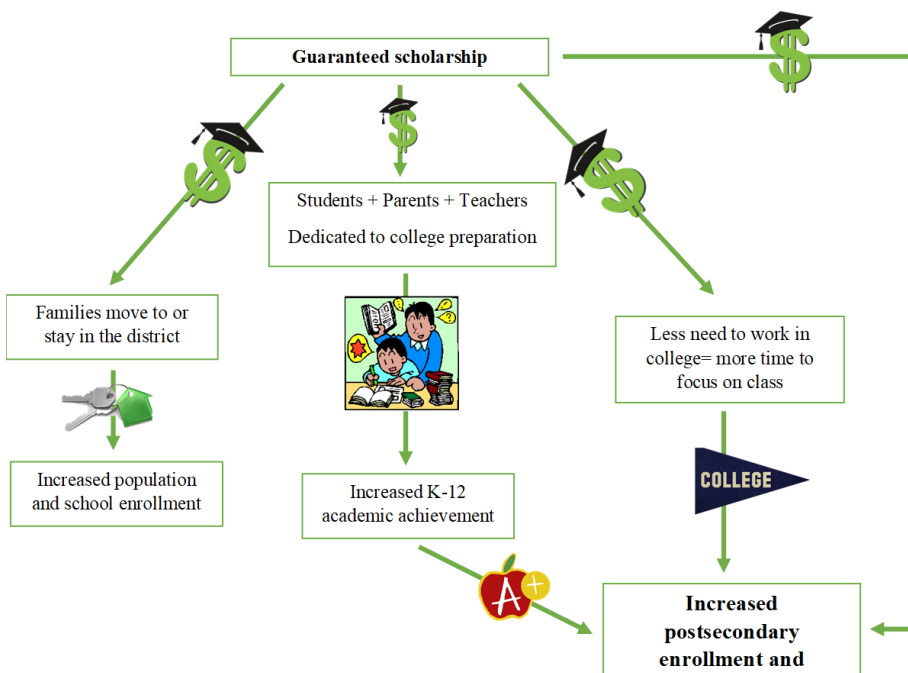 Guaranteed scholarship
Students + Parents + Teachers
Dedicated to college preparation
Families move to or
stay in the district
Less need to work in
college= more time to
focus on class
COLLEGE
Increased population
and school enrollment
Increased K-12
academic achievement
A+
Increased
postsecondary
enrollment and